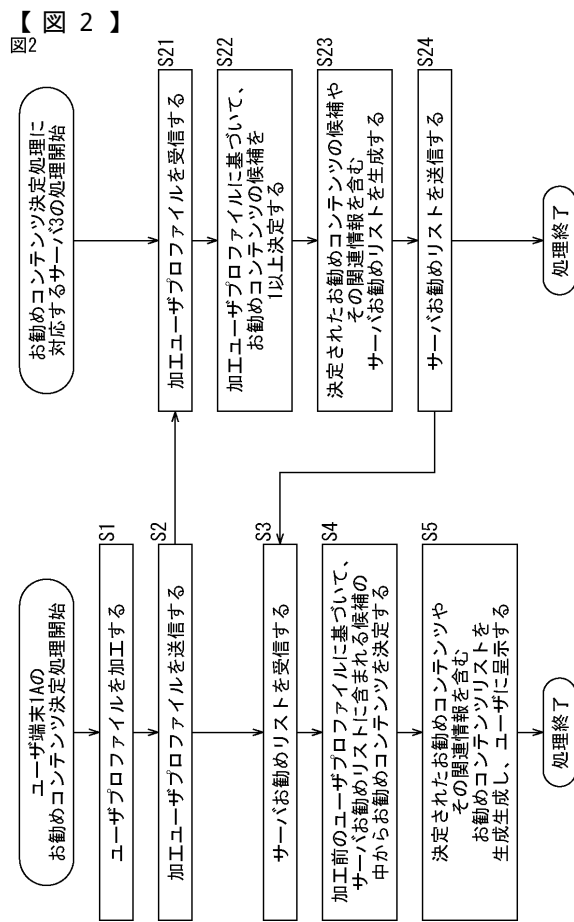 【図２】
図2
ユーザ端末1Aの
お勧めコンテンツ決定処理開始
S1
ユーザプロファイルを加工する
S2
加工ユーザプロファイルを送信する
S3
サーバお勧めリストを受信する
S4
加工前のユーザプロファイルに基づいて、
サーバお勧めリストに含まれる候補の
中からお勧めコンテンツを決定する
S5
決定されたお勧めコンテンツや
その関連情報を含む
お勧めコンテンツリストを
生成生成し、ユーザに呈示する
処理終了
お勧めコンテンツ決定処理に
対応するサーバ3の処理開始
S21
加工ユーザプロファイルを受信する
S22
加工ユーザプロファイルに基づいて、
お勧めコンテンツの候補を
1以上決定する
S23
決定されたお勧めコンテンツの候補や
その関連情報を含む
サーバお勧めリストを生成する
S24
サーバお勧めリストを送信する
処理終了